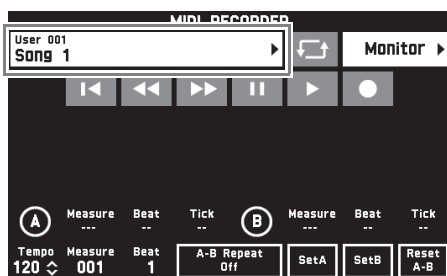 MIDI RECORDER
User 001
Song 1
Monitor
A Measure Beat Tick B Measure Beat Tick
--- -- -- --- -- --
Tempo Measure Beat A-B Repeat SetA SetB Reset
120 001 1 Off A-B